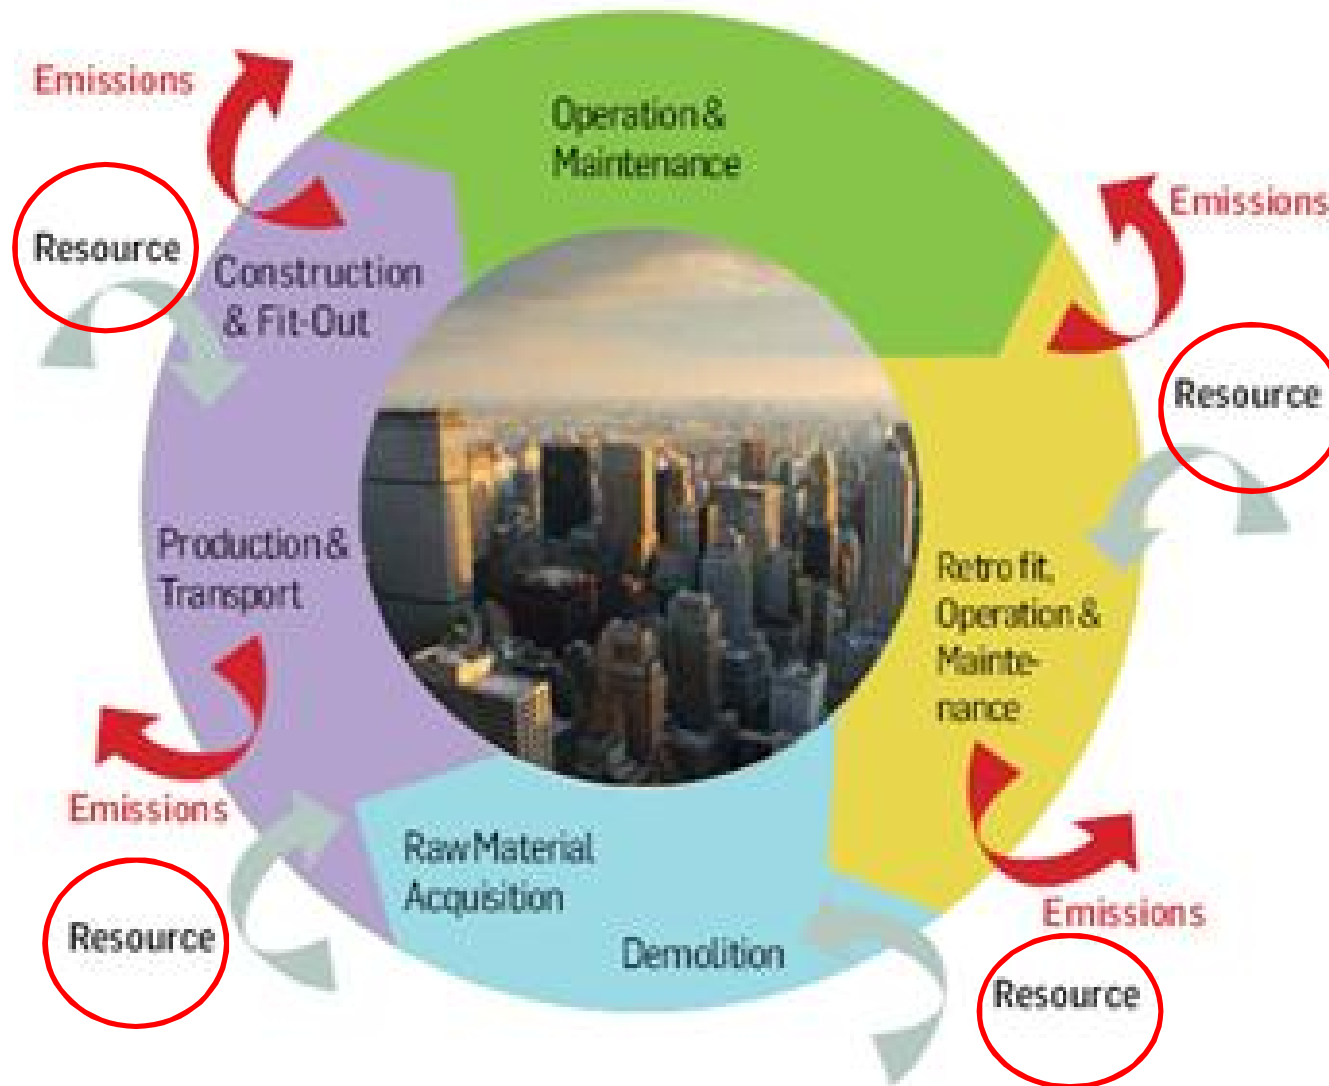 Emissions
Operation &
Maintenance
Emissions
Resource
Construction
& Fit-Out
Resource
Production &
Transport
Retro fit,
Operation &
Mainte-
nance
Emissions
Raw Material
Acquisition
Emissions
Resource
Demolition
Resource